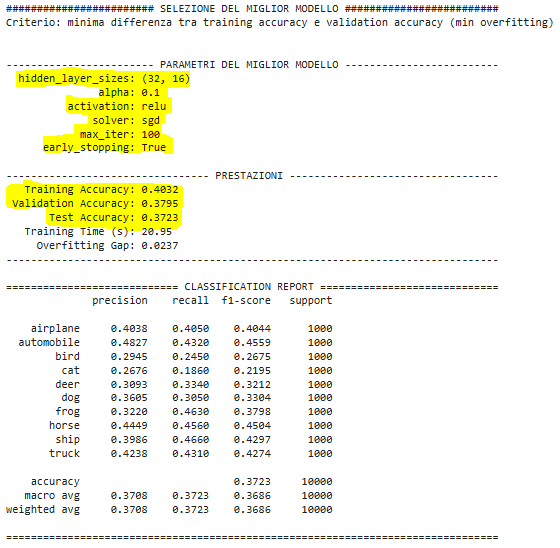 ######################## SELEZIONE DEL MIGLIOR MODELLO #########################
Criterio: minima differenza tra training accuracy e validation accuracy (min overfitting)
------------------------ PARAMETRI DEL MIGLIOR MODELLO -------------------------
hidden_layer_sizes: (32, 16)
alpha: 0.1
activation: relu
solver: sgd
max_iter: 100
early_stopping: True
--------------------------------- PRESTAZIONI ----------------------------------
Training Accuracy: 0.4032
Validation Accuracy: 0.3795
Test Accuracy: 0.3723
Training Time (s): 20.95
Overfitting Gap: 0.0237
--------------------------------------------------------------------------------
============================ CLASSIFICATION REPORT =============================
precision recall f1-score support
airplane 0.4038 0.4050 0.4044 1000
automobile 0.4827 0.4320 0.4559 1000
bird 0.2945 0.2450 0.2675 1000
cat 0.2676 0.1860 0.2195 1000
deer 0.3093 0.3340 0.3212 1000
dog 0.3605 0.3050 0.3304 1000
frog 0.3220 0.4630 0.3798 1000
horse 0.4449 0.4560 0.4504 1000
ship 0.3986 0.4660 0.4297 1000
truck 0.4238 0.4310 0.4274 1000
accuracy 0.3723 10000
macro avg 0.3708 0.3723 0.3686 10000
weighted avg 0.3708 0.3723 0.3686 10000
================================================================================